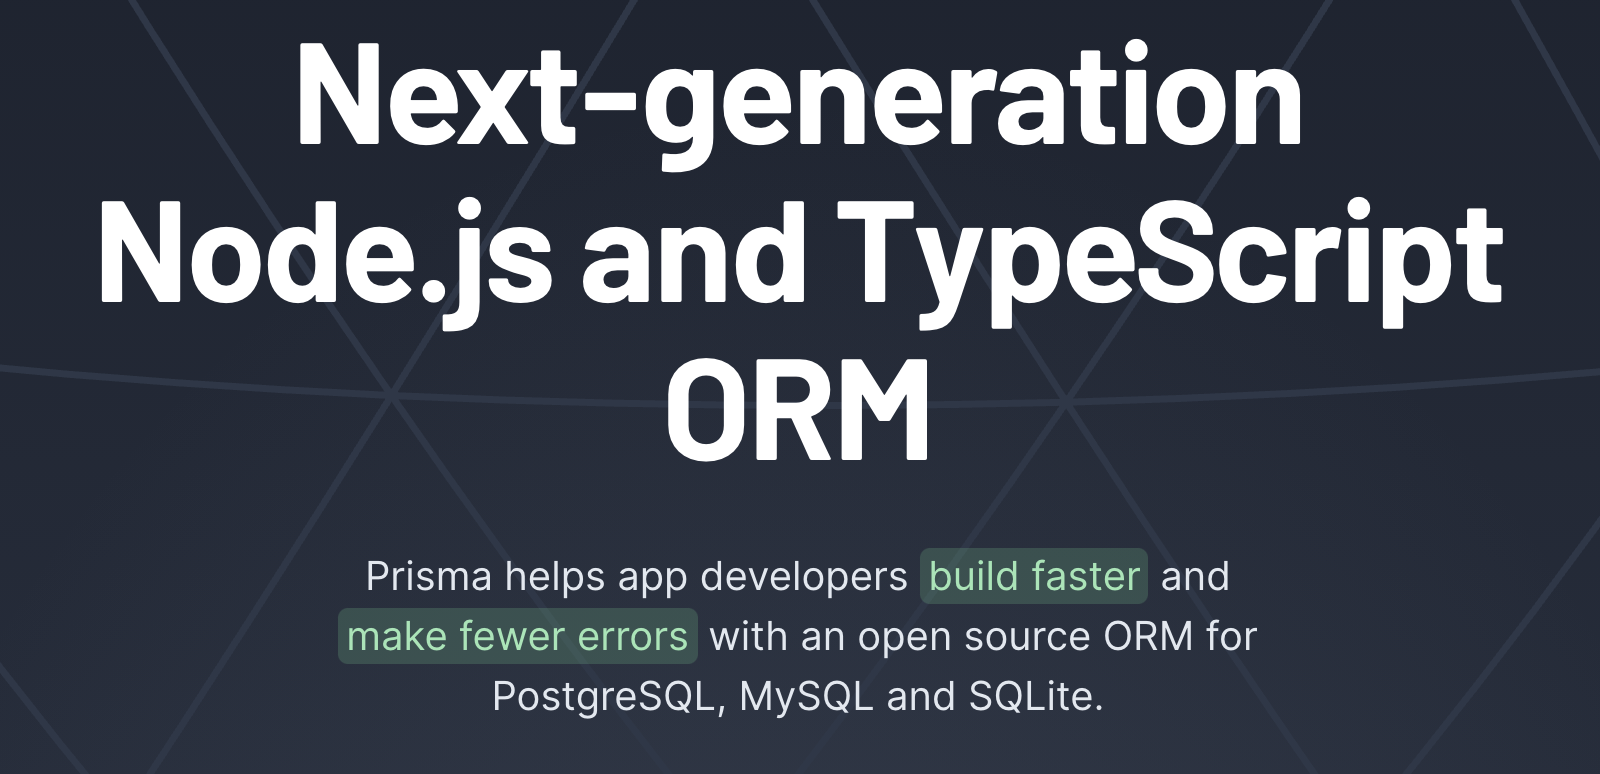 Next-generation
Node.js and TypeScript
ORM
Prisma helps app developers build faster and
make fewer errors with an open source ORM for
PostgreSQL, MySQL and SQLite.